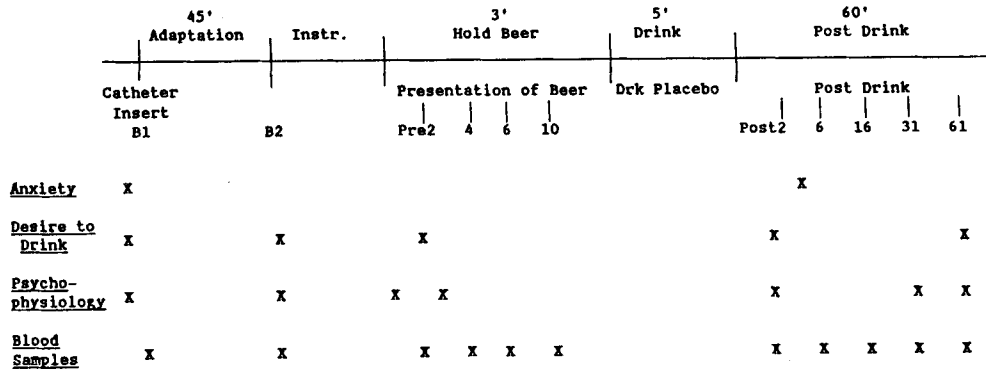 45' 3' 5' 60'
Adaptation Instr. Hold Beer Drink Post Drink
Catheter Presentation of Beer Drk Placebo Post Drink
Insert
B1 B2 Pre2 4 6 10 Post2 6 16 31 61
Anxiety X X
Desire to
Drink X X X X X
Psycho-
physiology X X X X X X X
Blood
Samples X X X X X X X X X X X